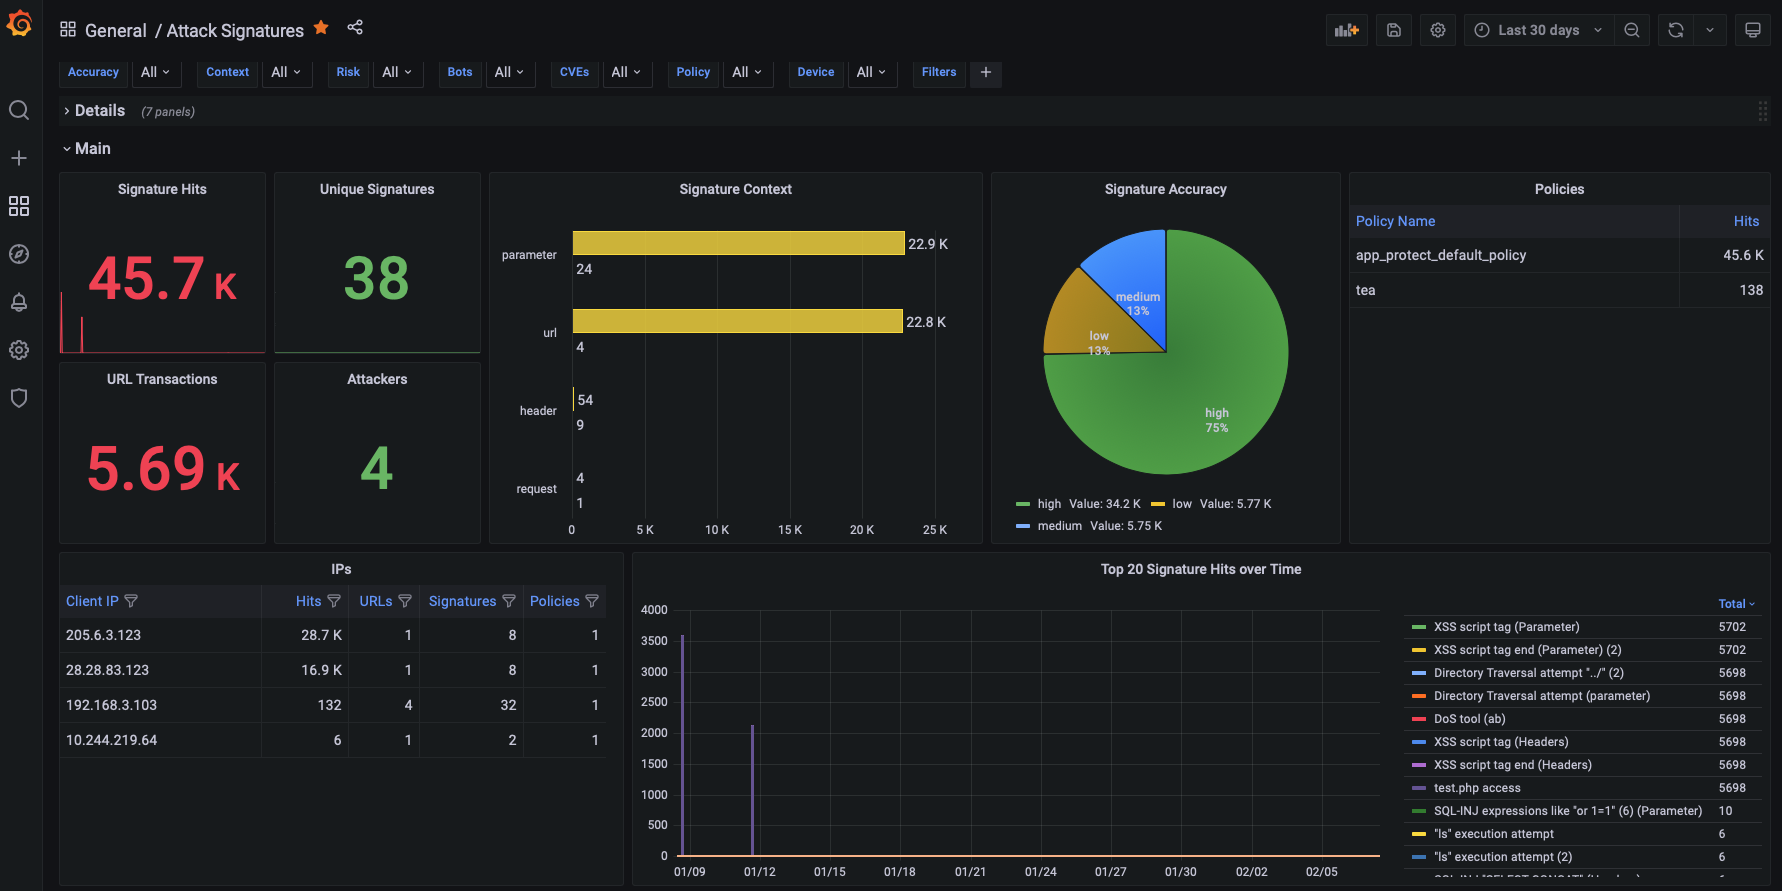 General / Attack Signatures
Last 30 days
Accuracy All Context All Risk All Bots All CVEs All Policy All Device All Filters
Details (7 panels)
Main
Signature Hits
45.7 K
Unique Signatures
38
URL Transactions
5.69 K
Attackers
4
Signature Context
parameter 22.9 K
24
url 22.8 K
4
header 54
9
request 4
1
0 5 K 10 K 15 K 20 K 25 K
Signature Accuracy
medium
13%
low
13%
high
75%
high Value: 34.2 K low Value: 5.77 K
medium Value: 5.75 K
Policies
Policy Name Hits
app_protect_default_policy 45.6 K
tea 138
IPs
Client IP Hits URLs Signatures Policies
205.6.3.123 28.7 K 1 8 1
28.28.83.123 16.9 K 1 8 1
192.168.3.103 132 4 32 1
10.244.219.64 6 1 2 1
Top 20 Signature Hits over Time
4000
3500
3000
2500
2000
1500
1000
500
0
01/09 01/12 01/15 01/18 01/21 01/24 01/27 01/30 02/02 02/05
Total
XSS script tag (Parameter) 5702
XSS script tag end (Parameter) (2) 5702
Directory Traversal attempt "../" (2) 5698
Directory Traversal attempt (parameter) 5698
DoS tool (ab) 5698
XSS script tag (Headers) 5698
XSS script tag end (Headers) 5698
test.php access 5698
SQL-INJ expressions like "or 1=1" (6) (Parameter) 10
"ls" execution attempt 6
"ls" execution attempt (2) 6